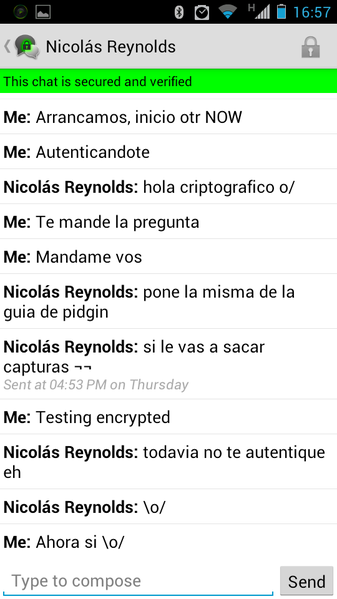 H
16:57
Nicolás Reynolds
This chat is secured and verified
Me: Arrancamos, inicio otr NOW
Me: Autenticandote
Nicolás Reynolds: hola criptografico o/
Me: Te mande la pregunta
Me: Mandame vos
Nicolás Reynolds: pone la misma de la
guia de pidgin
Nicolás Reynolds: si le vas a sacar
capturas ¬¬
Sent at 04:53 PM on Thursday
Me: Testing encrypted
Nicolás Reynolds: todavia no te autentique
eh
Nicolás Reynolds: \o/
Me: Ahora si \o/
Type to compose
Send